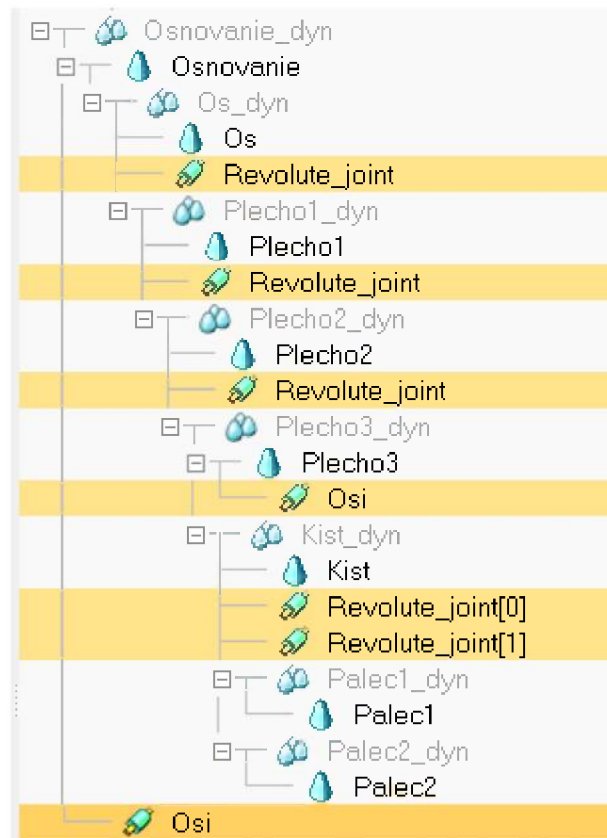 Osnovanie_dyn
Osnovanie
Os_dyn
Os
Revolute_joint
Plecho1_dyn
Plecho1
Revolute_joint
Plecho2_dyn
Plecho2
Revolute_joint
Plecho3_dyn
Plecho3
Osi
Kist_dyn
Kist
Revolute_joint[0]
Revolute_joint[1]
Palec1_dyn
Palec1
Palec2_dyn
Palec2
Osi